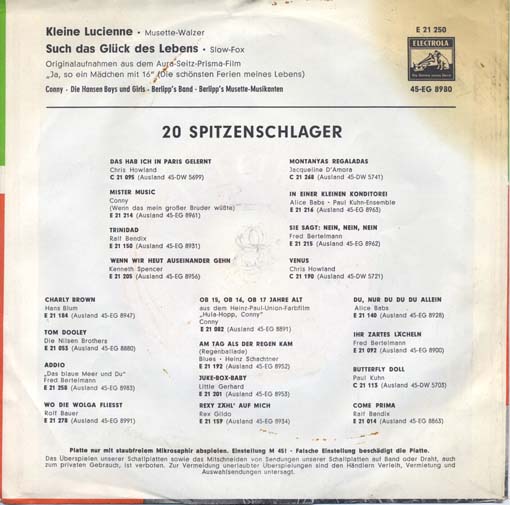 Kleine Lucienne • Musette-Walzer
Such das Glück des Lebens • Slow-Fox
Originalaufnahmen aus dem Aura-Seitz-Prisma-Film
„Ja, so ein Mädchen mit 16" (Die schönsten Ferien meines Lebens)
Conny - Die Hansen Boys und Girls - Berlipp's Band - Berlipp's Musette-Musikanten
E 21 250
ELECTROLA
45-EG 8980
20 SPITZENSCHLAGER
DAS HAB ICH IN PARIS GELERNT
Chris Howland
C 21 095 (Ausland 45-DW 5699)
MISTER MUSIC
Conny
(Wenn das mein großer Bruder wüßte)
E 21 214 (Ausland 45-EG 8961)
TRINIDAD
Ralf Bendix
E 21 150 (Ausland 45-EG 8931)
WENN WIR HEUT AUSEINANDER GEHN
Kenneth Spencer
E 21 205 (Ausland 45-EG 8956)
MONTANYAS REGALADAS
Jacqueline D'Amora
C 21 268 (Ausland 45-DW 5741)
IN EINER KLEINEN KONDITOREI
Alice Babs - Paul Kuhn-Ensemble
E 21 216 (Ausland 45-EG 8963)
SIE SAGT: NEIN, NEIN, NEIN
Fred Bertelmann
E 21 215 (Ausland 45-EG 8962)
VENUS
Chris Howland
C 21 190 (Ausland 45-DW 5721)
CHARLY BROWN
Hans Blum
E 21 184 (Ausland 45-EG 8947)
TOM DOOLEY
Die Nilsen Brothers
E 21 053 (Ausland 45-EG 8880)
ADDIO
„Das blaue Meer und Du"
Fred Bertelmann
E 21 258 (Ausland 45-EG 8983)
WO DIE WOLGA FLIESST
Rolf Bauer
E 21 278 (Ausland 45-EG 8991)
OB 15, OB 16, OB 17 JAHRE ALT
aus dem Heinz-Paul-Union-Farbfilm
„Hula-Hopp, Conny"
Conny
E 21 082 (Ausland 45-EG 8891)
AM TAG ALS DER REGEN KAM
(Regenballade)
Blues - Heinz Schachtner
E 21 192 (Ausland 45-EG 8952)
JUKE-BOX-BABY
Little Gerhard
E 21 201 (Ausland 45-EG 8953)
REXY ZÄHL' AUF MICH
Rex Gildo
E 21 159 (Ausland 45-EG 8934)
DU, NUR DU DU DU ALLEIN
Alice Babs
E 21 140 (Ausland 45-EG 8928)
IHR ZARTES LÄCHELN
Fred Bertelmann
E 21 092 (Ausland 45-EG 8900)
BUTTERFLY DOLL
Paul Kuhn
C 21 113 (Ausland 45-DW 5703)
COME PRIMA
Ralf Bendix
E 21 014 (Ausland 45-EG 8863)
Platte nur mit staubfreiem Mikrosaphir abspielen. Einstellung M 45! - Falsche Einstellung beschädigt die Platte.
Das Überspielen unserer Schallplatten sowie das Mitschneiden von Sendungen unserer Schallplatten auf Band oder Draht, auch
zum privaten Gebrauch, ist verboten. Zur Vermeidung unerlaubter Überspielungen sind den Händlern Verleih, Vermietung und
Auswahlsendungen untersagt.